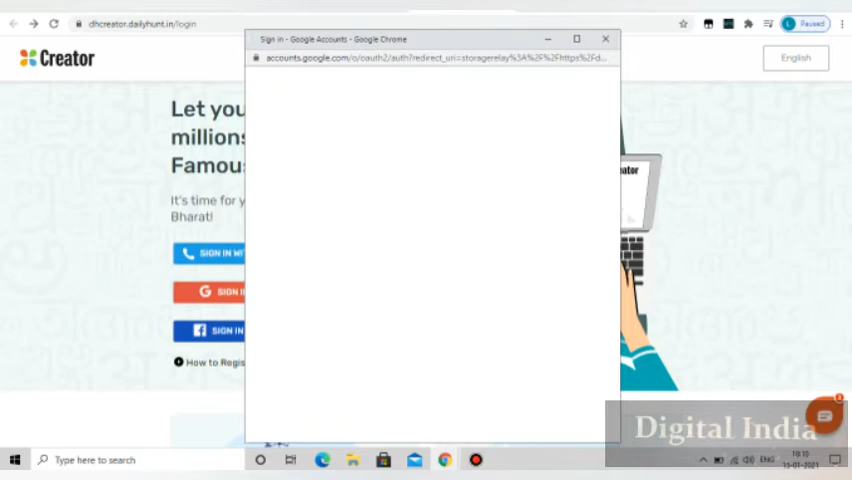 dhcreator.dailyhunt.in/login
L
Paused
Sign in - Google Accounts - Google Chrome
accounts.google.com/o/oauth2/auth?redirect_uri=storagerelay%3A%2F%2Fhttps%2Fd...
Creator
English
Let you
millions
Famous
It's time for y
Bharat!
SIGN IN WIT
SIGN I
SIGN IN
How to Regis
Digital India
Type here to search
ENG
18:10
15-01-2021